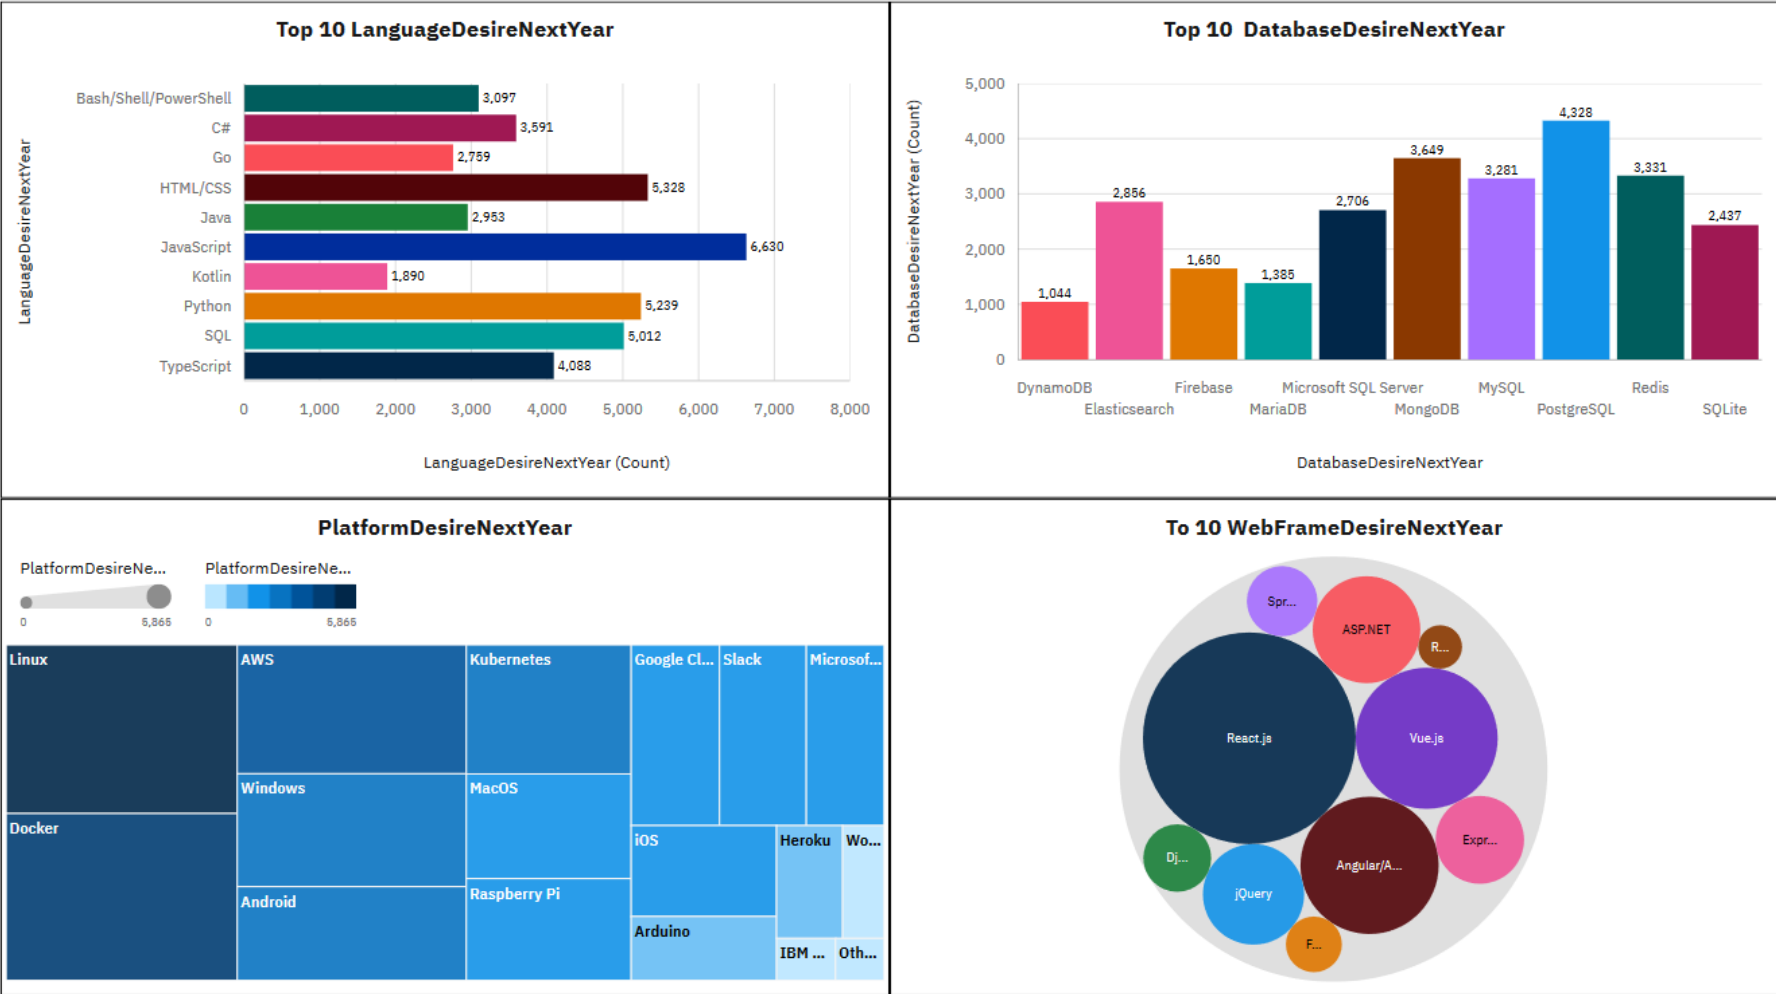 Top 10 LanguageDesireNextYear
LanguageDesireNextYear
Bash/Shell/PowerShell
3,097
C#
3,591
Go
2,759
HTML/CSS
5,328
Java
2,953
JavaScript
6,630
Kotlin
1,890
Python
5,239
SQL
5,012
TypeScript
4,088
0 1,000 2,000 3,000 4,000 5,000 6,000 7,000 8,000
LanguageDesireNextYear (Count)
Top 10 DatabaseDesireNextYear
DatabaseDesireNextYear (Count)
5,000
4,000
3,000
2,000
1,000
0
1,044
2,856
1,650
1,385
2,706
3,649
3,281
4,328
3,331
2,437
DynamoDB Firebase Microsoft SQL Server MySQL Redis
Elasticsearch MariaDB MongoDB PostgreSQL SQLite
DatabaseDesireNextYear
PlatformDesireNextYear
PlatformDesireNe...
0 5,865
PlatformDesireNe...
0 5,865
Linux
Docker
AWS
Windows
Android
Kubernetes
MacOS
Raspberry Pi
Google Cl...
Slack
Microsof...
iOS
Arduino
Heroku
Wo...
IBM ...
Oth...
To 10 WebFrameDesireNextYear
Spr...
ASP.NET
R...
React.js
Vue.js
Expr...
Dj...
Angular/A...
jQuery
F...